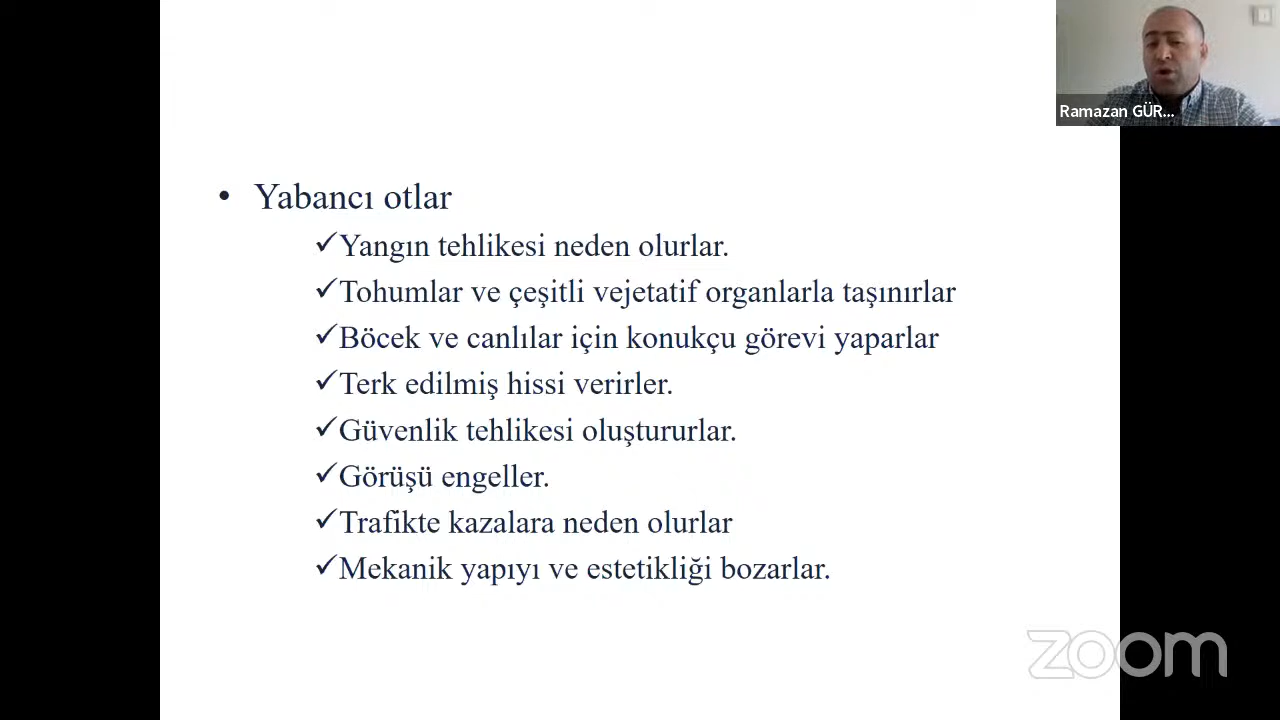 Ramazan GÜR...
• Yabancı otlar
✓Yangın tehlikesi neden olurlar.
✓Tohumlar ve çeşitli vejetatif organlarla taşınırlar
✓Böcek ve canlılar için konukçu görevi yaparlar
✓Terk edilmiş hissi verirler.
✓Güvenlik tehlikesi oluştururlar.
✓Görüşü engeller.
✓Trafikte kazalara neden olurlar
✓Mekanik yapıyı ve estetikliği bozarlar.
zoom